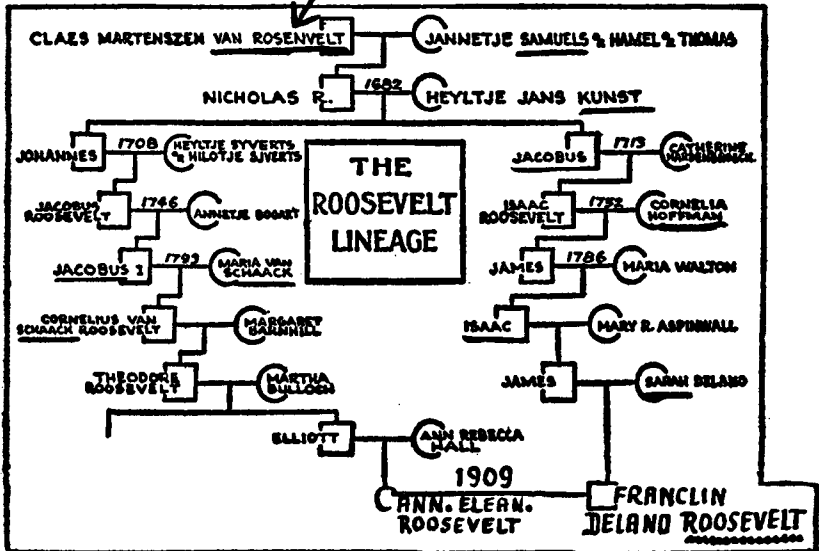 CLAES MARTENSZEN VAN ROSENVELT
JANNETJE SAMUELS % HAMEL % THOMAS
NICHOLAS R.
1682
HEYLTJE JANS KUNST
JOHANNES
1708
HEYLTJE SYVERTS
% HILOTJE SJVERTS
JACOBUS
1713
CATHERINE
THE
ROOSEVELT
LINEAGE
JACOBUS
ROOSEVELT
1746
ANNETJE BOGART
ISAAC
ROOSEVELT
1752
CORNELIA
HOFFMAN
JACOBUS I
1793
MARIA VAN
SCHAACK
JAMES
1786
MARIA WALTON
CORNELIUS VAN
SCHAACK ROOSEVELT
MARGARET
BARNHILL
ISAAC
MARY R. ASPINWALL
THEODORE
ROOSEVELT
MARTHA
BULLOCH
JAMES
SARAH DELANO
ELLIOTT
ANN REBECCA
HALL
1909
ANN. ELEAN.
ROOSEVELT
FRANCLIN
DELANO ROOSEVELT